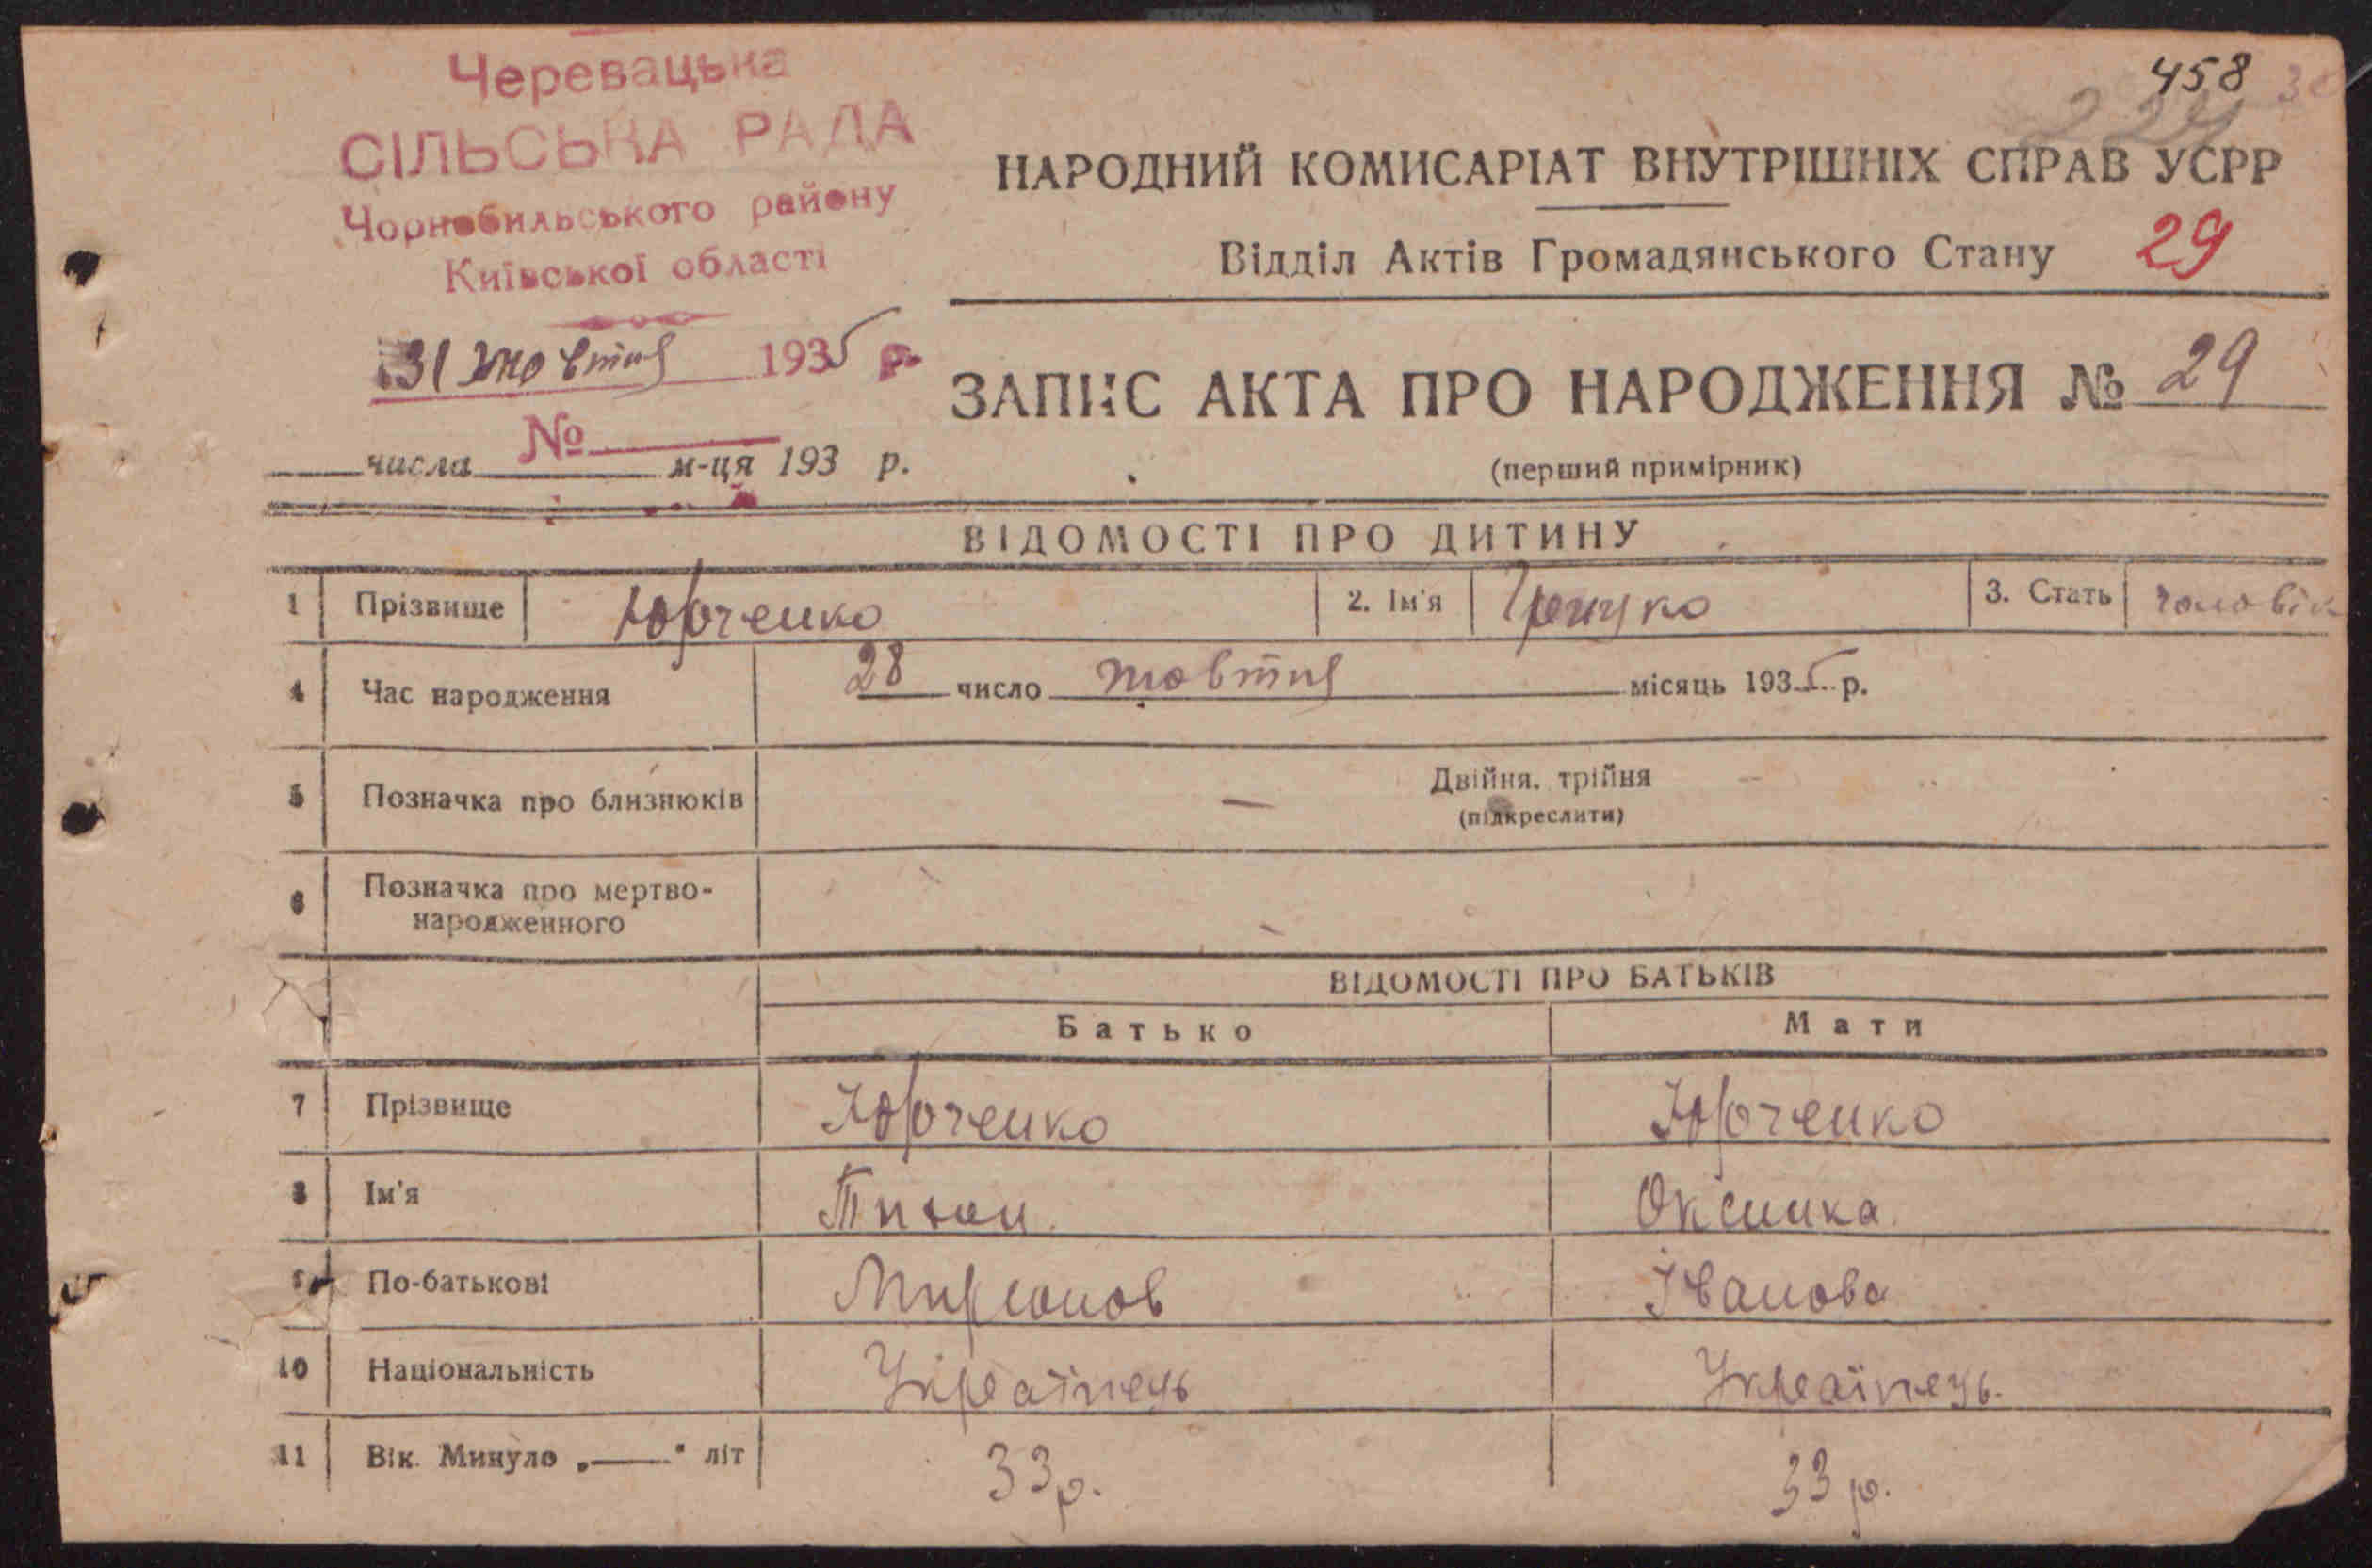 Черевацька
СІЛЬСЬКА РАДА
Чорнобильського району
Київської області
31 жовтня 1935 р.
№
числа м-ця 193 р.
458
229
НАРОДНИЙ КОМИСАРІАТ ВНУТРІШНІХ СПРАВ УСРР
Відділ Актів Громадянського Стану 29
ЗАПИС АКТА ПРО НАРОДЖЕННЯ № 29
(перший примірник)
ВІДОМОСТІ ПРО ДИТИНУ
1 Прізвище Юрченко 2. Ім'я 3. Стать чоловік
4 Час народження 28 число жовтня місяць 1935 р.
5 Позначка про близнюків — Двійня, трійня
(підкреслити)
6 Позначка про мертво-
народженного
ВІДОМОСТІ ПРО БАТЬКІВ
Батько Мати
7 Прізвище Юрченко Юрченко
8 Ім'я Тихон
9 По-батькові Миронов Іванова
10 Національність Українець Українець.
11 Вік. Минуло „——“ літ 33 р. 33 р.